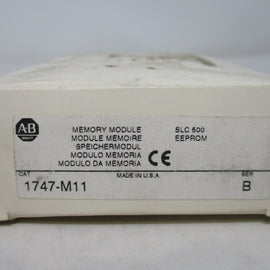 AB
MEMORY MODULE SLC 500
MODULE MEMOIRE EEPROM
SPEICHERMODUL
MODULO MEMORIA CE
MODULO DA MEMORIA
MADE IN U.S.A.
CAT SER
1747-M11 B